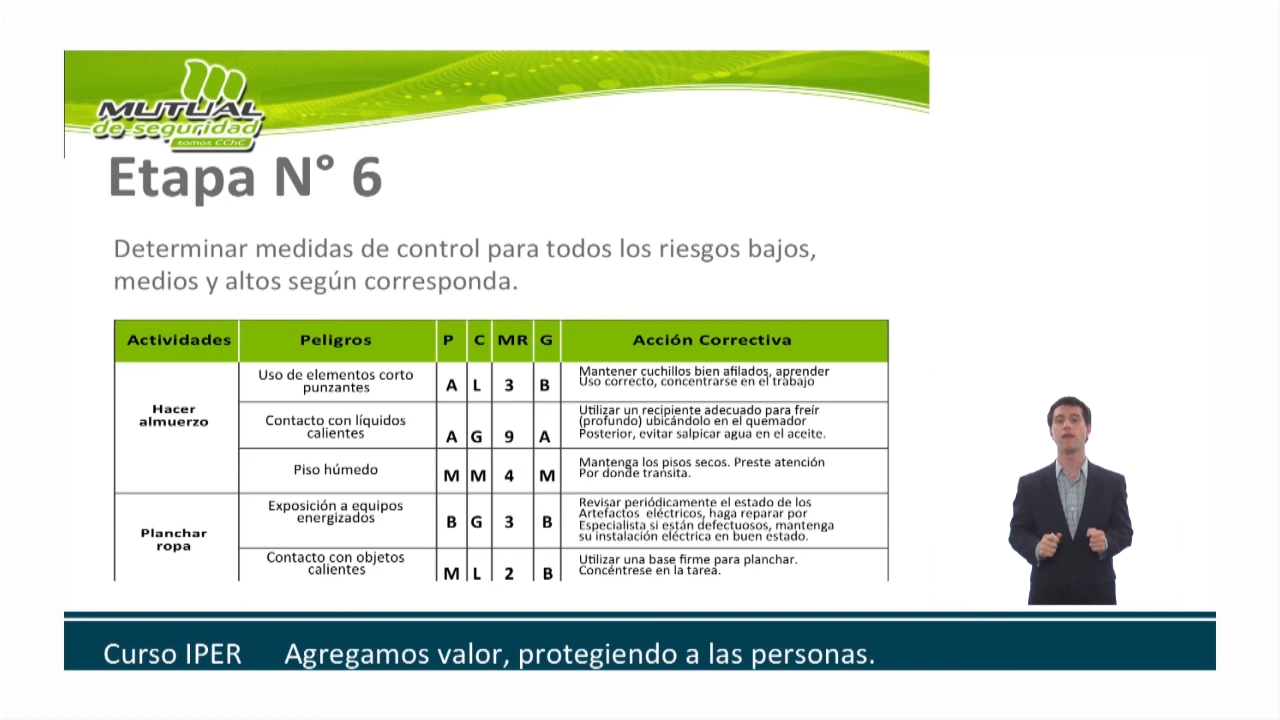 MUTUAL
de seguridad
somos CChC
Etapa N° 6
Determinar medidas de control para todos los riesgos bajos,
medios y altos según corresponda.
Actividades Peligros P C MR G Acción Correctiva
Hacer
almuerzo
Uso de elementos corto
punzantes
A L 3 B
Mantener cuchillos bien afilados, aprender
Uso correcto, concentrarse en el trabajo
Contacto con líquidos
calientes
A G 9 A
Utilizar un recipiente adecuado para freír
(profundo) ubicándolo en el quemador
Posterior, evitar salpicar agua en el aceite.
Piso húmedo
M M 4 M
Mantenga los pisos secos. Preste atención
Por donde transita.
Planchar
ropa
Exposición a equipos
energizados
B G 3 B
Revisar periódicamente el estado de los
Artefactos eléctricos, haga reparar por
Especialista si están defectuosos, mantenga
su instalación eléctrica en buen estado.
Contacto con objetos
calientes
M L 2 B
Utilizar una base firme para planchar.
Concéntrese en la tarea.
Curso IPER Agregamos valor, protegiendo a las personas.